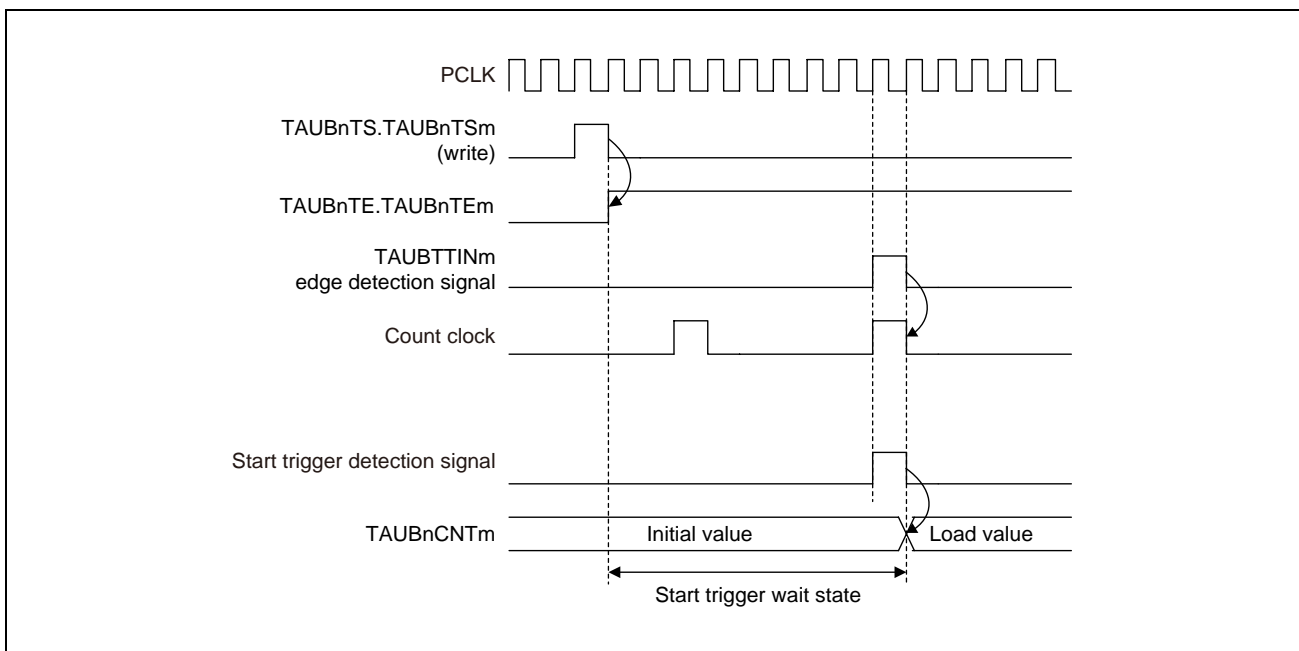 PCLK
TAUBnTS.TAUBnTSm
(write)
TAUBnTE.TAUBnTEm
TAUBTTINm
edge detection signal
Count clock
Start trigger detection signal
TAUBnCNTm
Initial value
Load value
Start trigger wait state